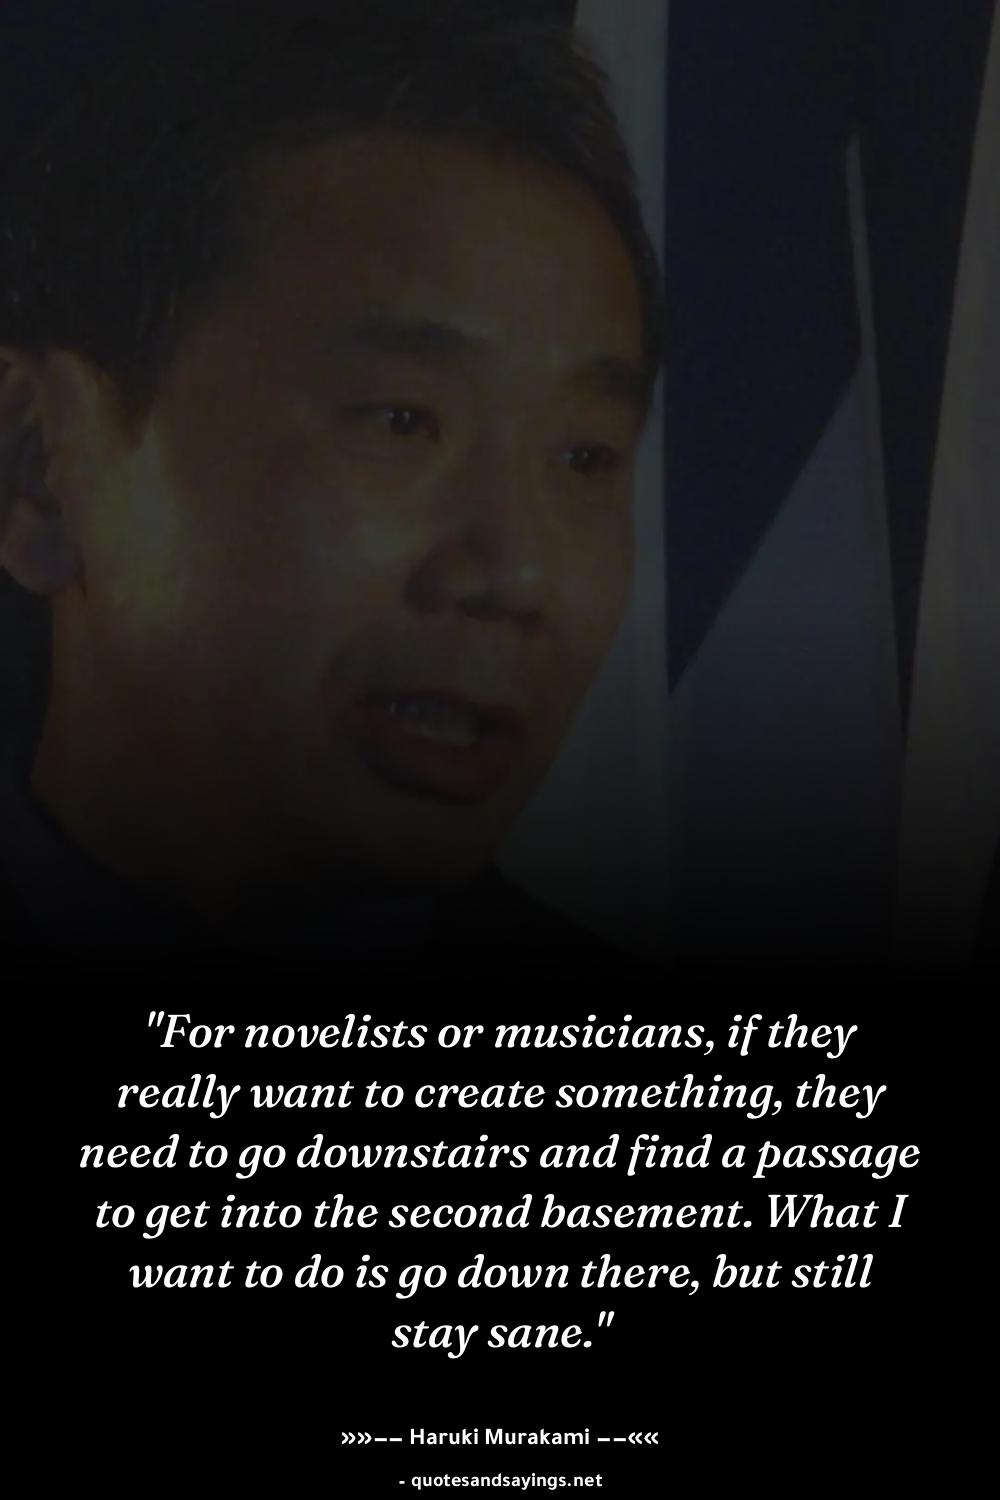 "For novelists or musicians, if they
really want to create something, they
need to go downstairs and find a passage
to get into the second basement. What I
want to do is go down there, but still
stay sane."
»»−− Haruki Murakami −−««
- quotesandsayings.net